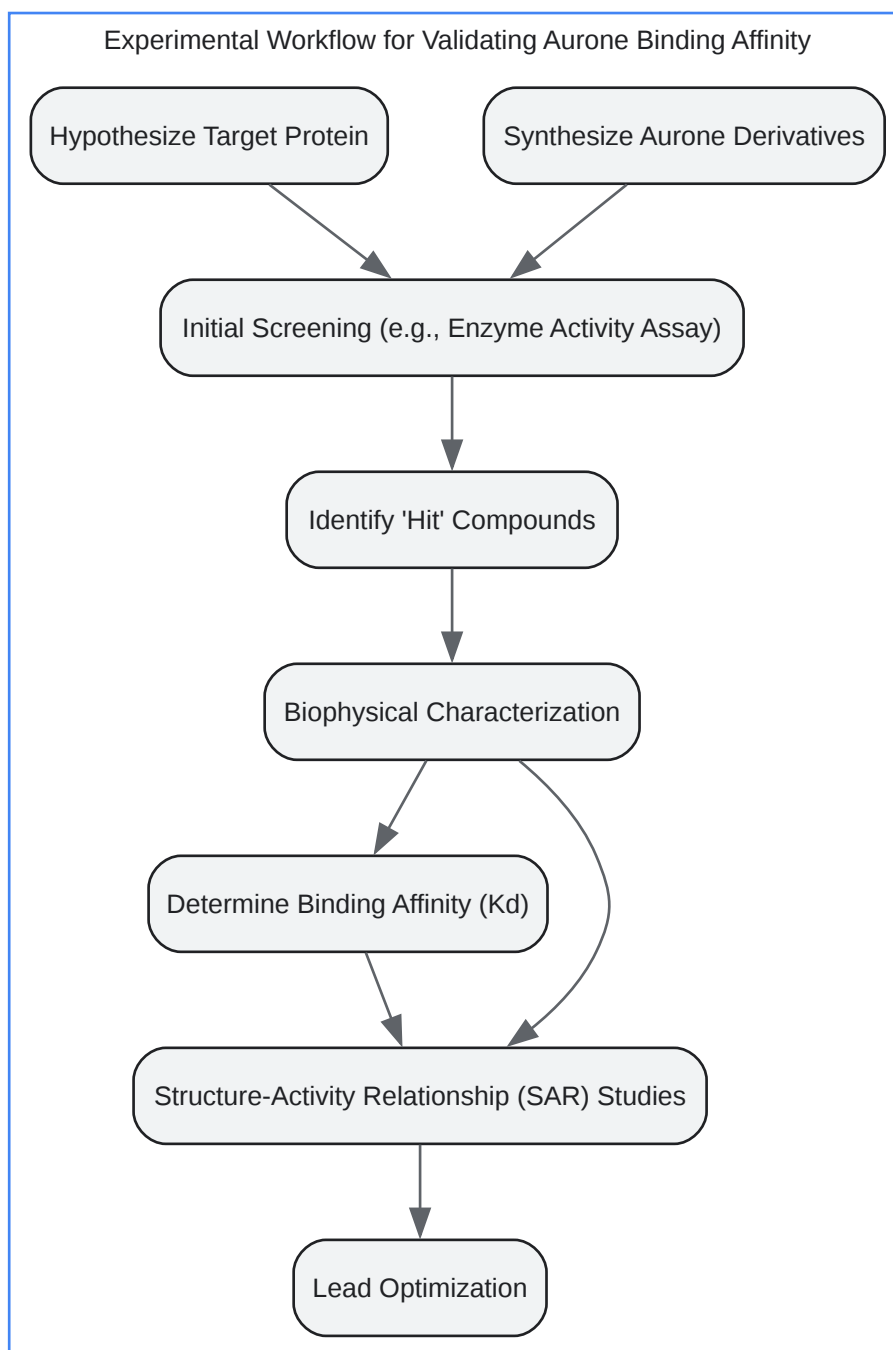 Experimental Workflow for Validating Aurone Binding Affinity
Hypothesize Target Protein
Synthesize Aurone Derivatives
Initial Screening (e.g., Enzyme Activity Assay)
Identify 'Hit' Compounds
Biophysical Characterization
Determine Binding Affinity (Kd)
Structure-Activity Relationship (SAR) Studies
Lead Optimization